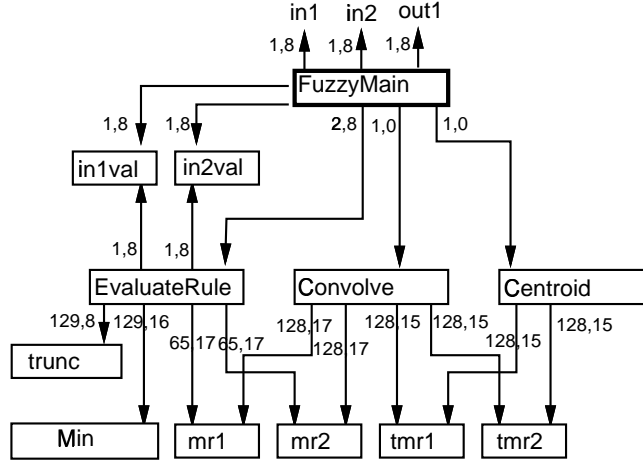 in1 in2 out1
1,8 1,8 1,8
FuzzyMain
1,8 1,8 2,8 1,0 1,0
in1val in2val
1,8 1,8
EvaluateRule Convolve Centroid
129,8 129,16 65,17 65,17 128,17 128,17 128,15 128,15 128,15 128,15
trunc
Min mr1 mr2 tmr1 tmr2